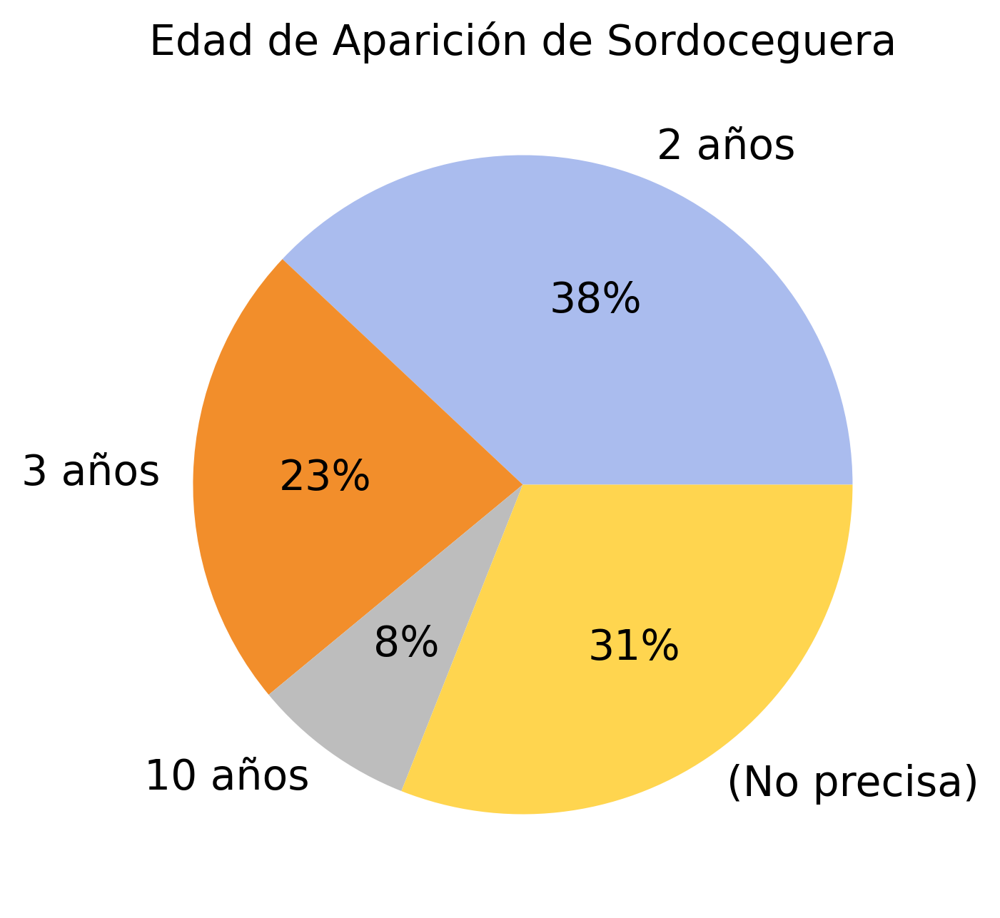 Edad de Aparición de Sordoceguera
2 años
38%
3 años
23%
8%
31%
10 años
(No precisa)